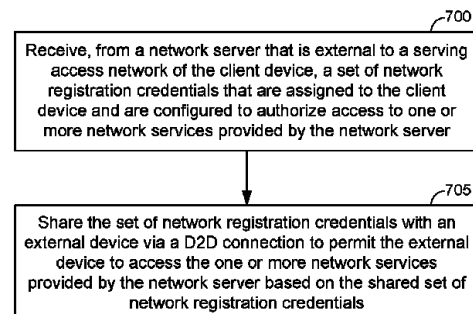 700
Receive, from a network server that is external to a serving
access network of the client device, a set of network
registration credentials that are assigned to the client
device and are configured to authorize access to one or
more network services provided by the network server
705
Share the set of network registration credentials with an
external device via a D2D connection to permit the external
device to access the one or more network services
provided by the network server based on the shared set of
network registration credentials